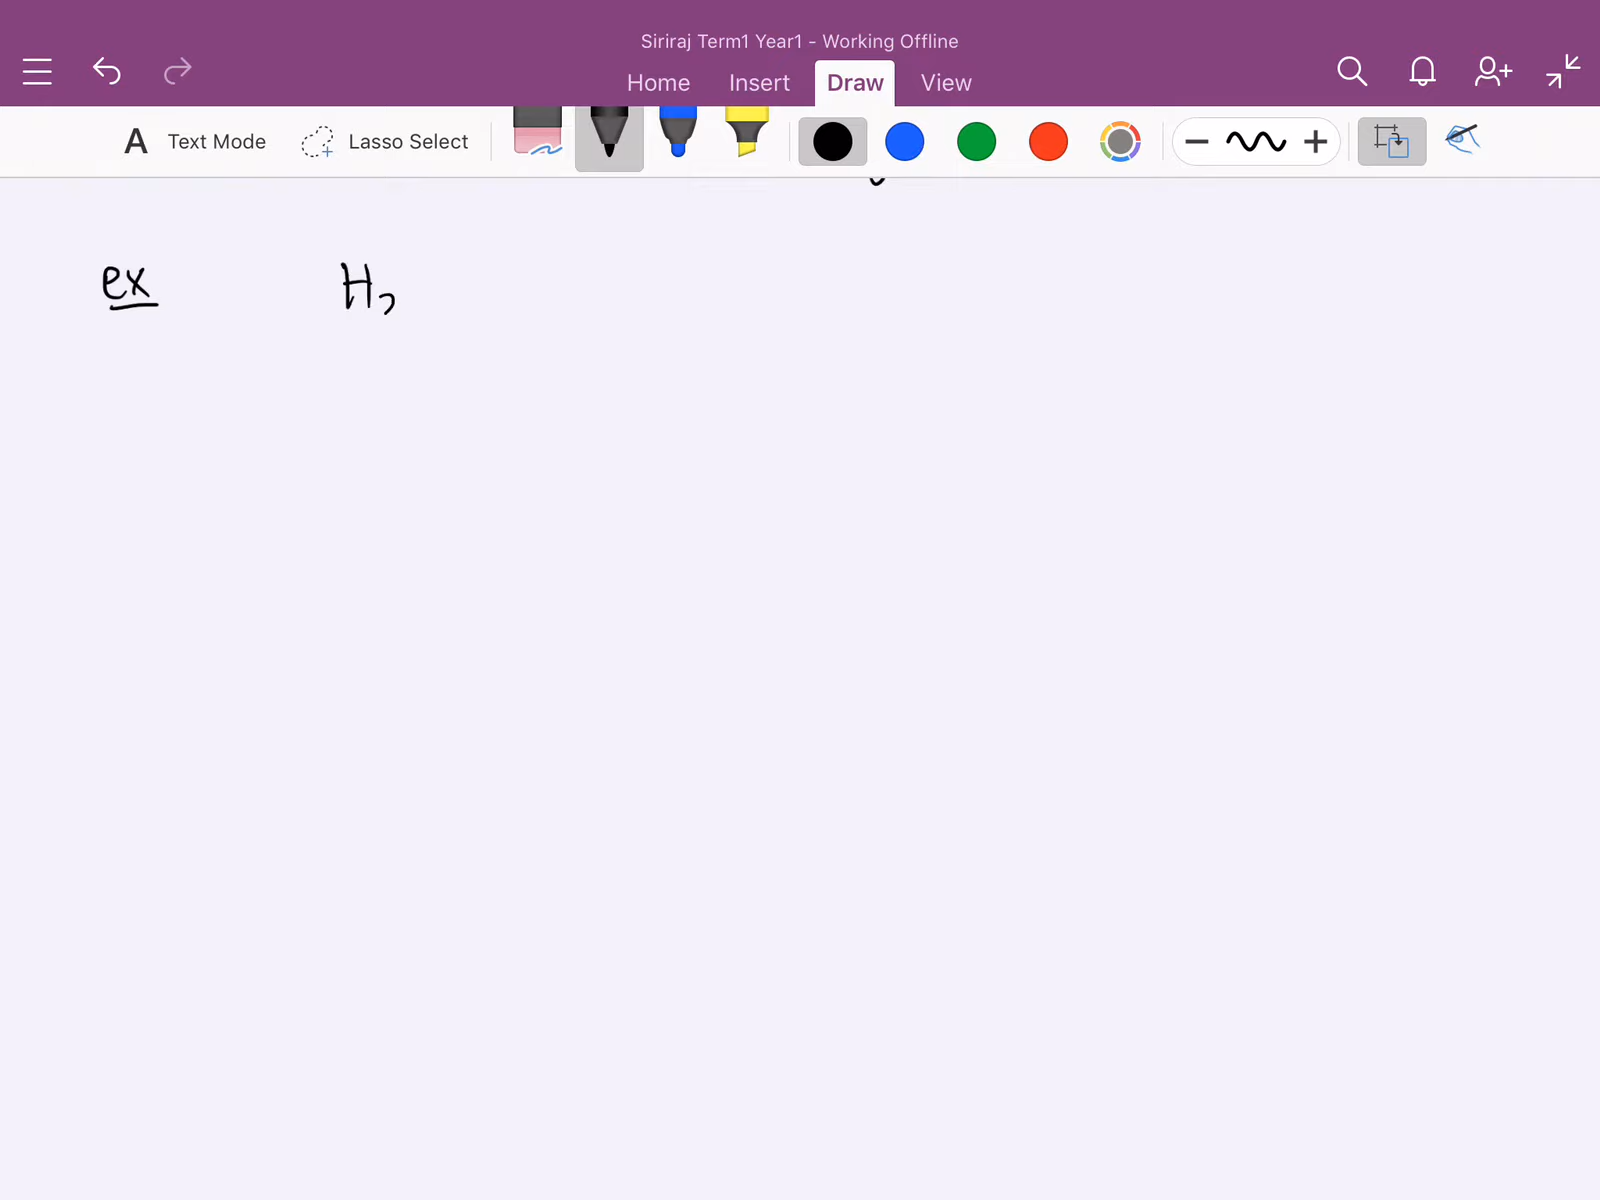 Siriraj Term1 Year1 - Working Offline
Home Insert Draw View
A Text Mode Lasso Select
ex H₂